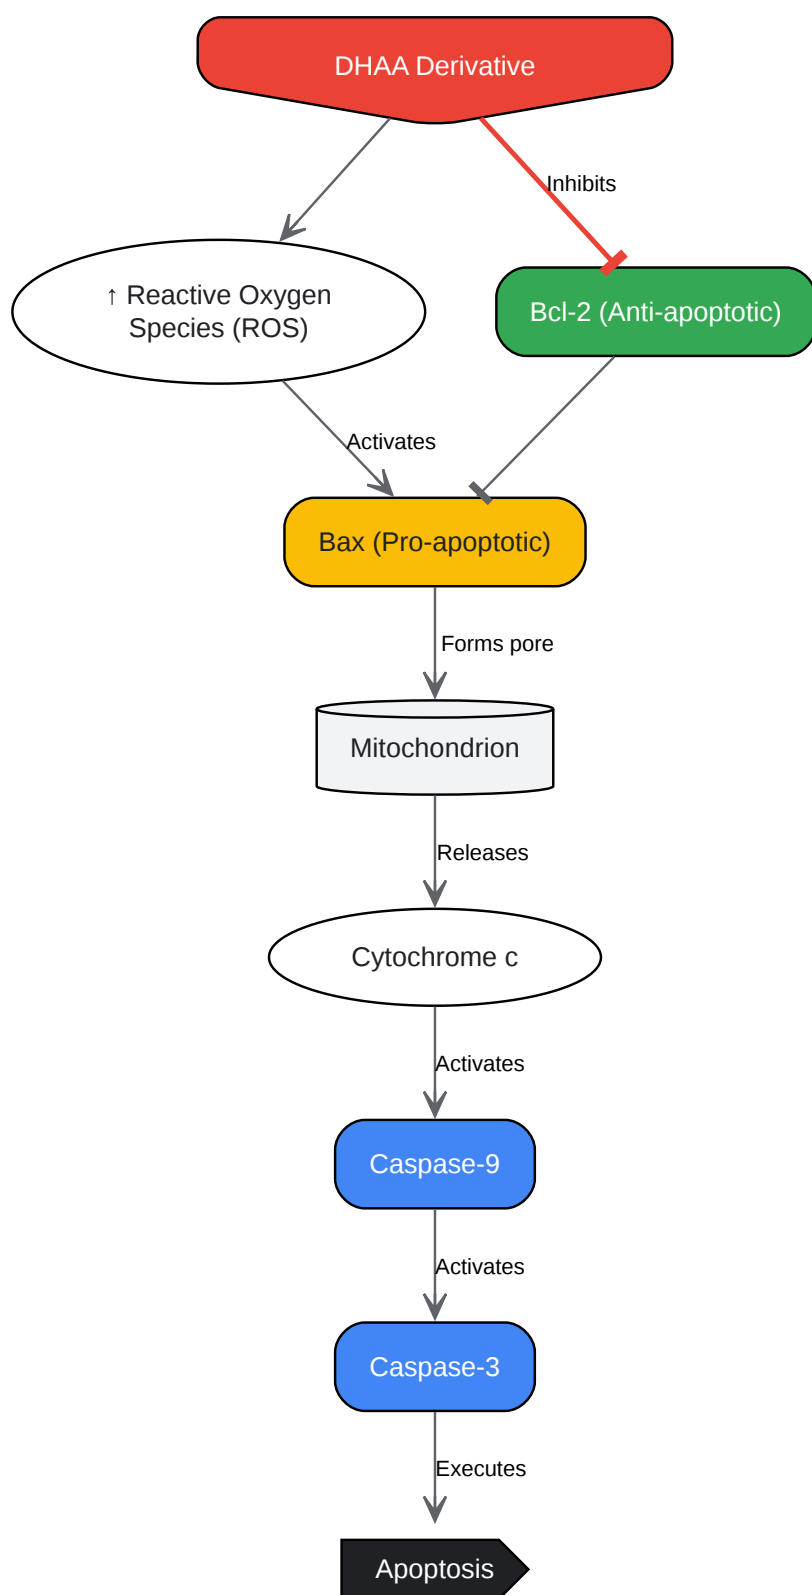 DHAA Derivative
Inhibits
↑ Reactive Oxygen
Species (ROS)
Bcl-2 (Anti-apoptotic)
Activates
Bax (Pro-apoptotic)
Forms pore
Mitochondrion
Releases
Cytochrome c
Activates
Caspase-9
Activates
Caspase-3
Executes
Apoptosis